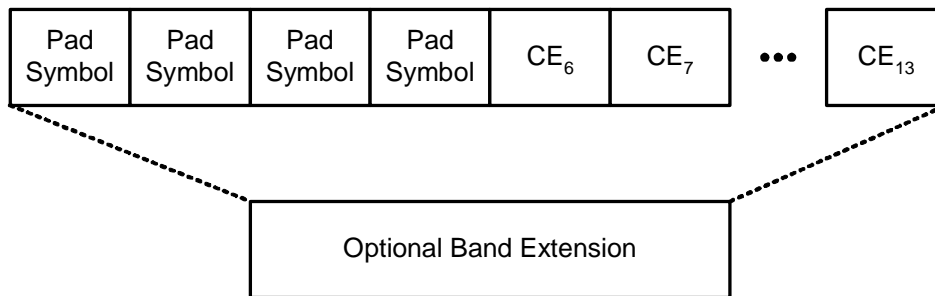 Pad Pad Pad Pad
Symbol Symbol Symbol Symbol CE₆ CE₇ ••• CE₁₃
Optional Band Extension